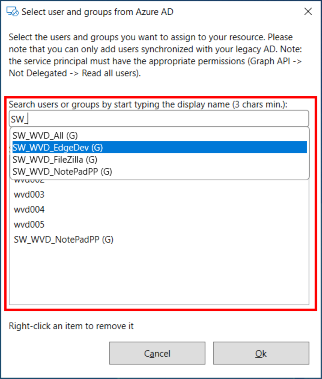 Select user and groups from Azure AD
Select the users and groups you want to assign to your resource. Please
note that you can only add users synchronized with your legacy AD. Note:
the service principal must have the appropriate permissions (Graph API ->
Not Delegated -> Read all users).
Search users or groups by start typing the display name (3 chars min.):
SW_
SW_WVD_All (G)
SW_WVD_EdgeDev (G)
SW_WVD_FileZilla (G)
SW_WVD_NotePadPP (G)
wvd002
wvd003
wvd004
wvd005
SW_WVD_NotePadPP (G)
Right-click an item to remove it
Cancel
Ok